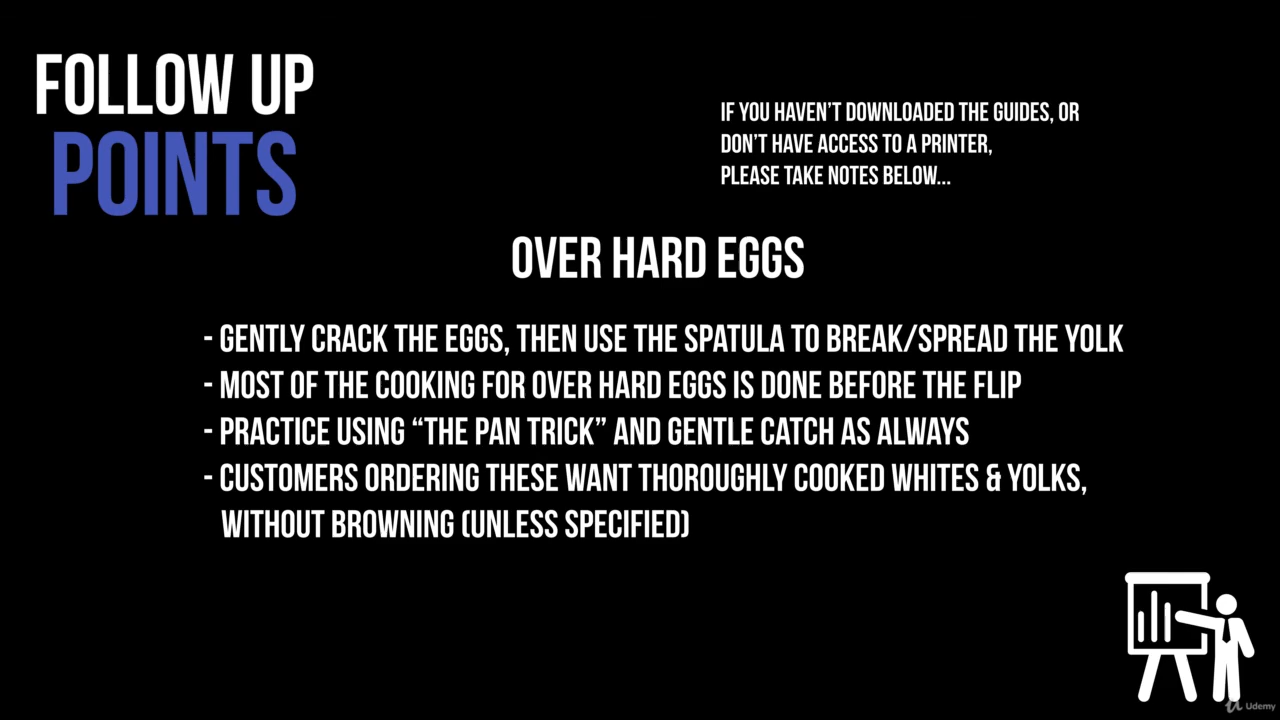 FOLLOW UP
POINTS
IF YOU HAVEN'T DOWNLOADED THE GUIDES, OR
DON'T HAVE ACCESS TO A PRINTER,
PLEASE TAKE NOTES BELOW...
OVER HARD EGGS
- GENTLY CRACK THE EGGS, THEN USE THE SPATULA TO BREAK/SPREAD THE YOLK
- MOST OF THE COOKING FOR OVER HARD EGGS IS DONE BEFORE THE FLIP
- PRACTICE USING “THE PAN TRICK” AND GENTLE CATCH AS ALWAYS
- CUSTOMERS ORDERING THESE WANT THOROUGHLY COOKED WHITES & YOLKS,
WITHOUT BROWNING (UNLESS SPECIFIED)
Udemy